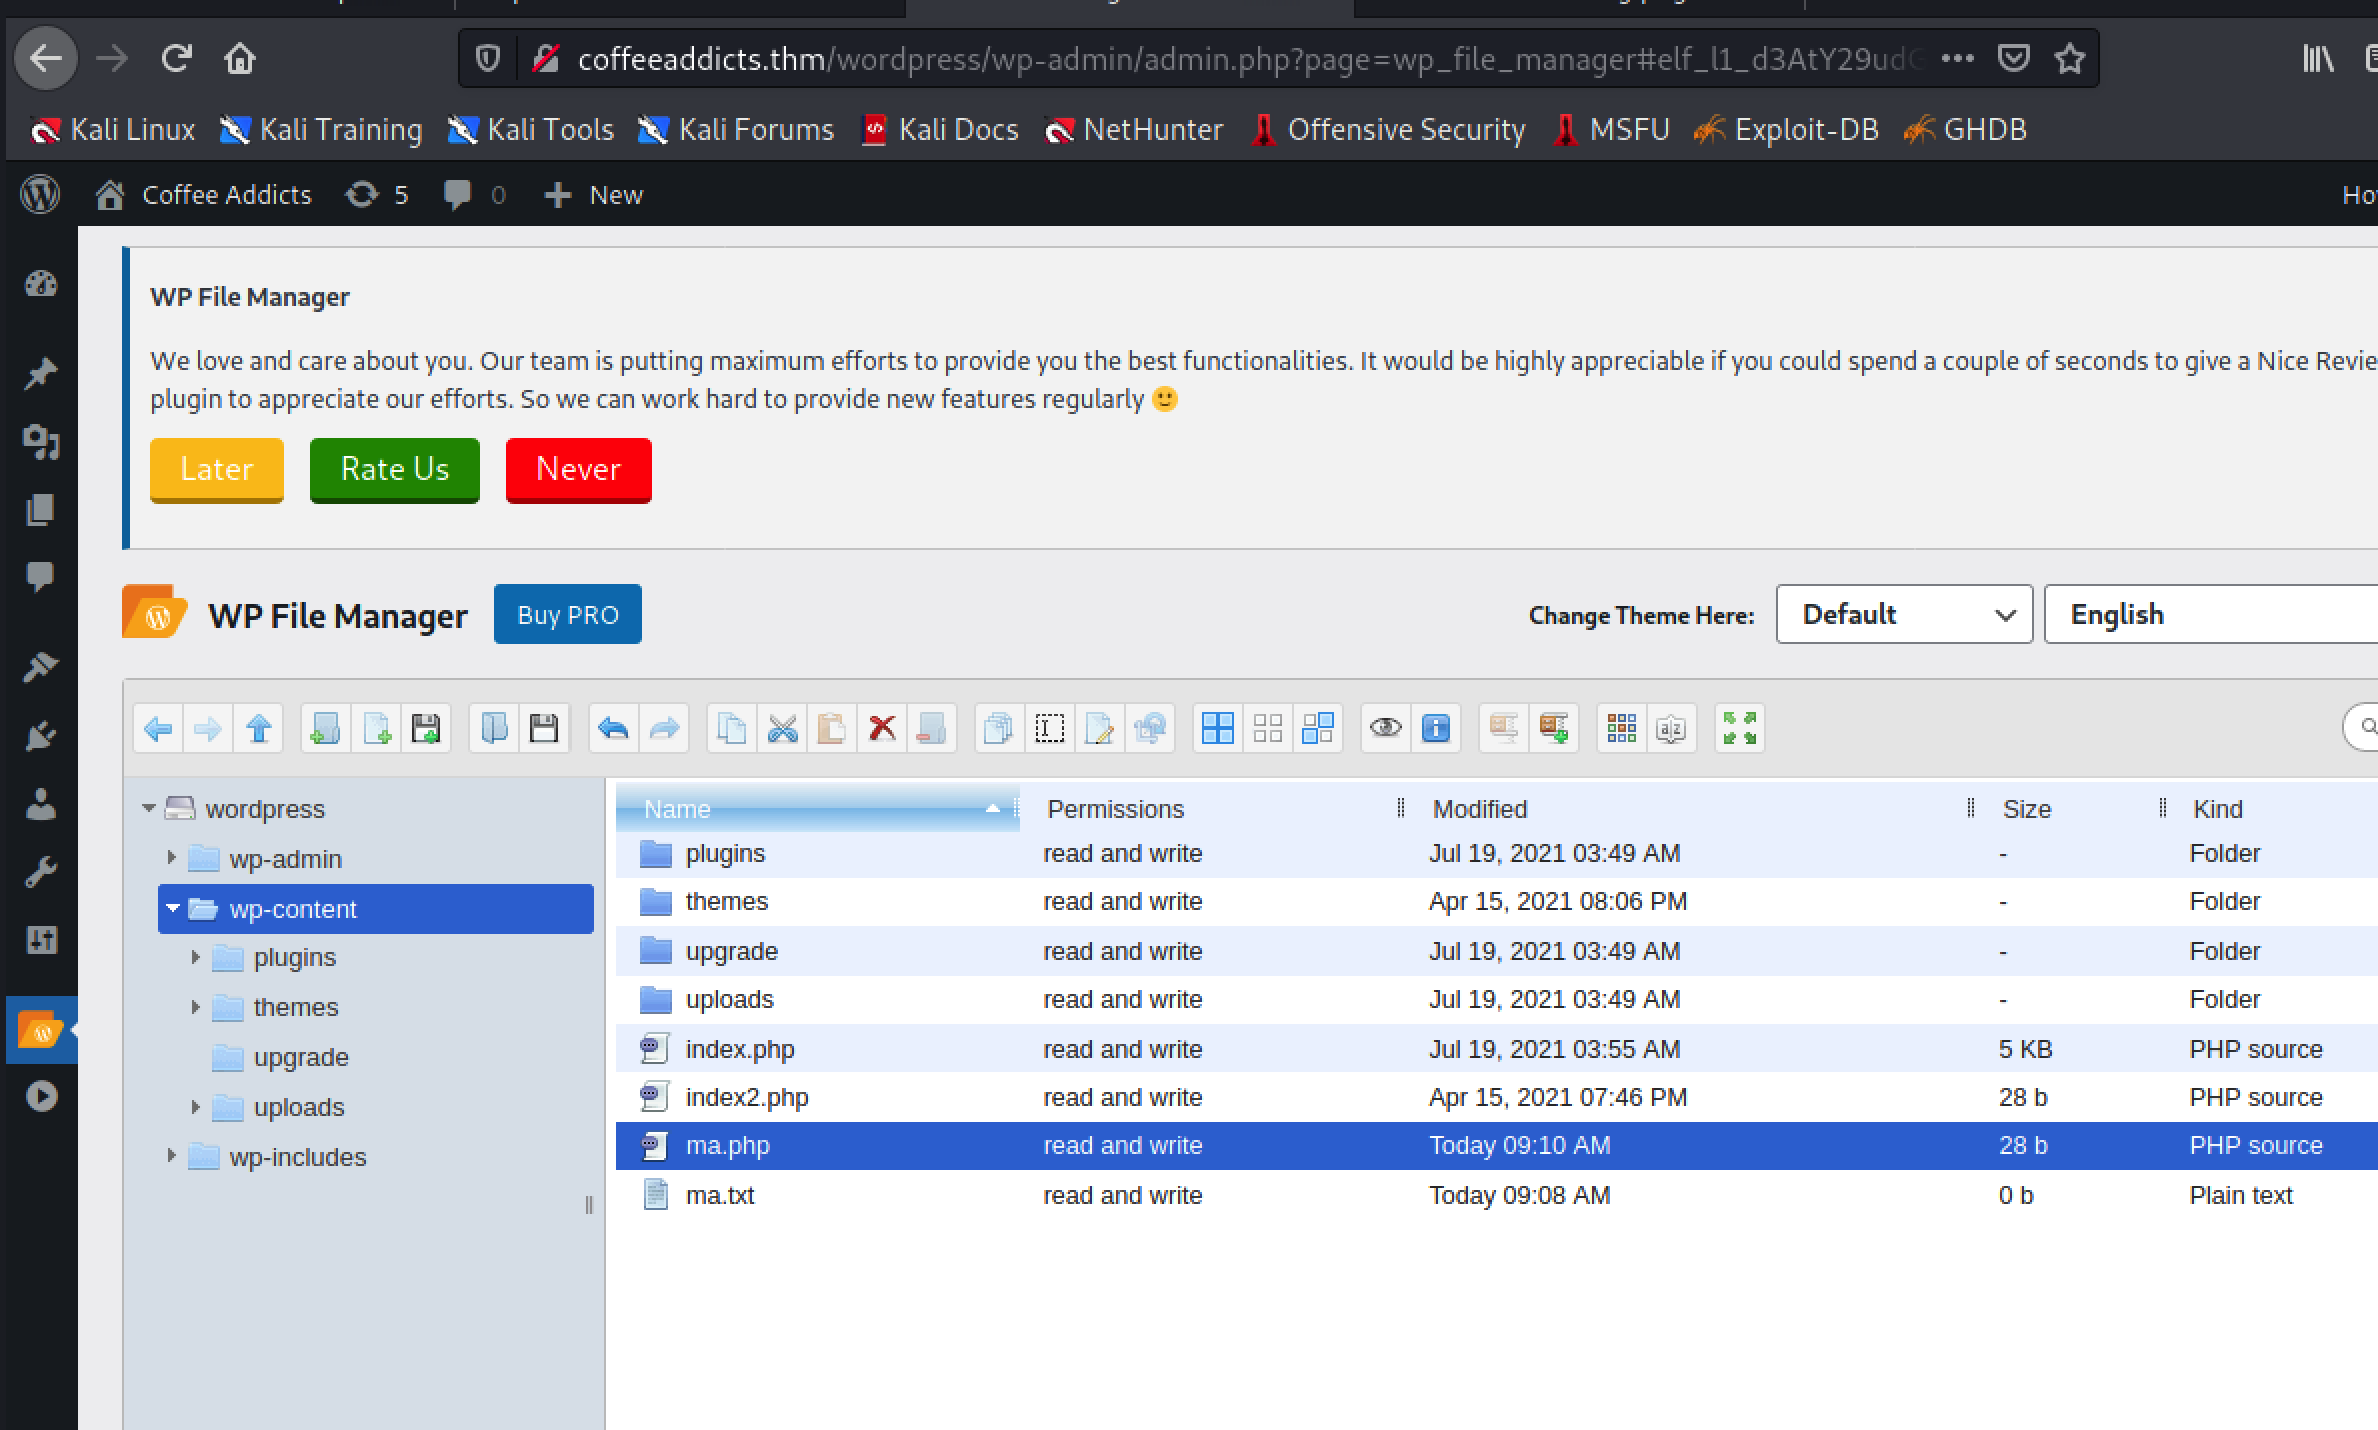 coffeeaddicts.thm/wordpress/wp-admin/admin.php?page=wp_file_manager#elf_l1_d3AtY29udG
Kali Linux Kali Training Kali Tools Kali Forums Kali Docs NetHunter Offensive Security MSFU Exploit-DB GHDB
Coffee Addicts 5 0 New
WP File Manager
We love and care about you. Our team is putting maximum efforts to provide you the best functionalities. It would be highly appreciable if you could spend a couple of seconds to give a Nice
plugin to appreciate our efforts. So we can work hard to provide new features regularly 🙂
Later Rate Us Never
WP File Manager Buy PRO Change Theme Here: Default English
wordpress
wp-admin
wp-content
plugins
themes
upgrade
uploads
wp-includes
Name Permissions Modified Size Kind
plugins read and write Jul 19, 2021 03:49 AM - Folder
themes read and write Apr 15, 2021 08:06 PM - Folder
upgrade read and write Jul 19, 2021 03:49 AM - Folder
uploads read and write Jul 19, 2021 03:49 AM - Folder
index.php read and write Jul 19, 2021 03:55 AM 5 KB PHP source
index2.php read and write Apr 15, 2021 07:46 PM 28 b PHP source
ma.php read and write Today 09:10 AM 28 b PHP source
ma.txt read and write Today 09:08 AM 0 b Plain text